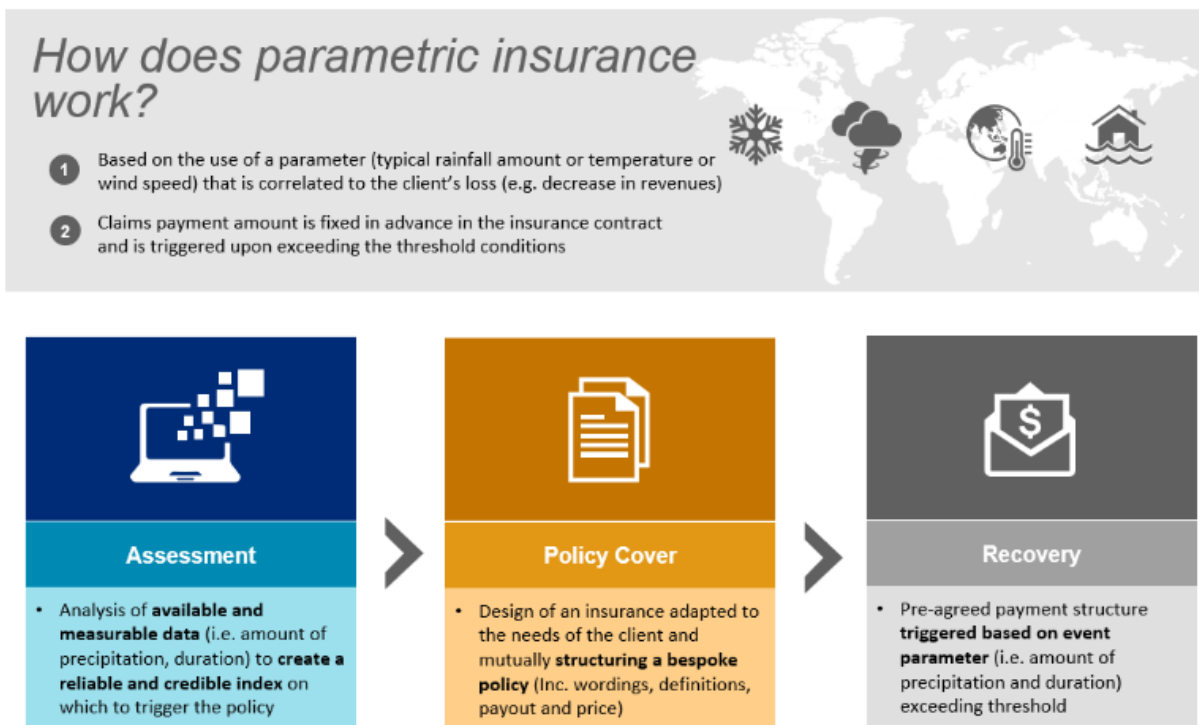 How does parametric insurance
work?
1
Based on the use of a parameter (typical rainfall amount or temperature or
wind speed) that is correlated to the client's loss (e.g. decrease in revenues)
2
Claims payment amount is fixed in advance in the insurance contract
and is triggered upon exceeding the threshold conditions
$
Assessment
• Analysis of available and
measurable data (i.e. amount of
precipitation, duration) to create a
reliable and credible index on
which to trigger the policy
Policy Cover
• Design of an insurance adapted to
the needs of the client and
mutually structuring a bespoke
policy (Inc. wordings, definitions,
payout and price)
Recovery
• Pre-agreed payment structure
triggered based on event
parameter (i.e. amount of
precipitation and duration)
exceeding threshold